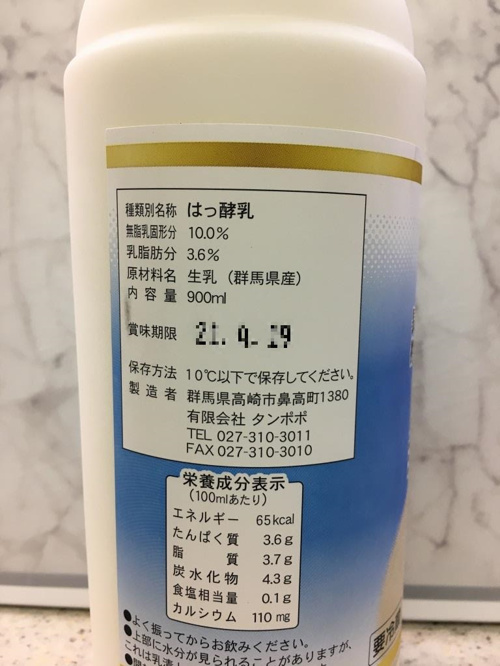 種類別名称 はっ酵乳
無脂乳固形分 10.0%
乳脂肪分 3.6%
原材料名 生乳（群馬県産）
内容量 900ml
賞味期限 21. 4. 19
保存方法 10℃以下で保存してください。
製造者 群馬県高崎市鼻高町1380
有限会社 タンポポ
TEL 027-310-3011
FAX 027-310-3010
栄養成分表示
（100mlあたり）
エネルギー 65kcal
たんぱく質 3.6g
脂質 3.7g
炭水化物 4.3g
食塩相当量 0.1g
カルシウム 110mg
●よく振ってからお飲みください。
●上部に水分が見られることがありますが、
要冷